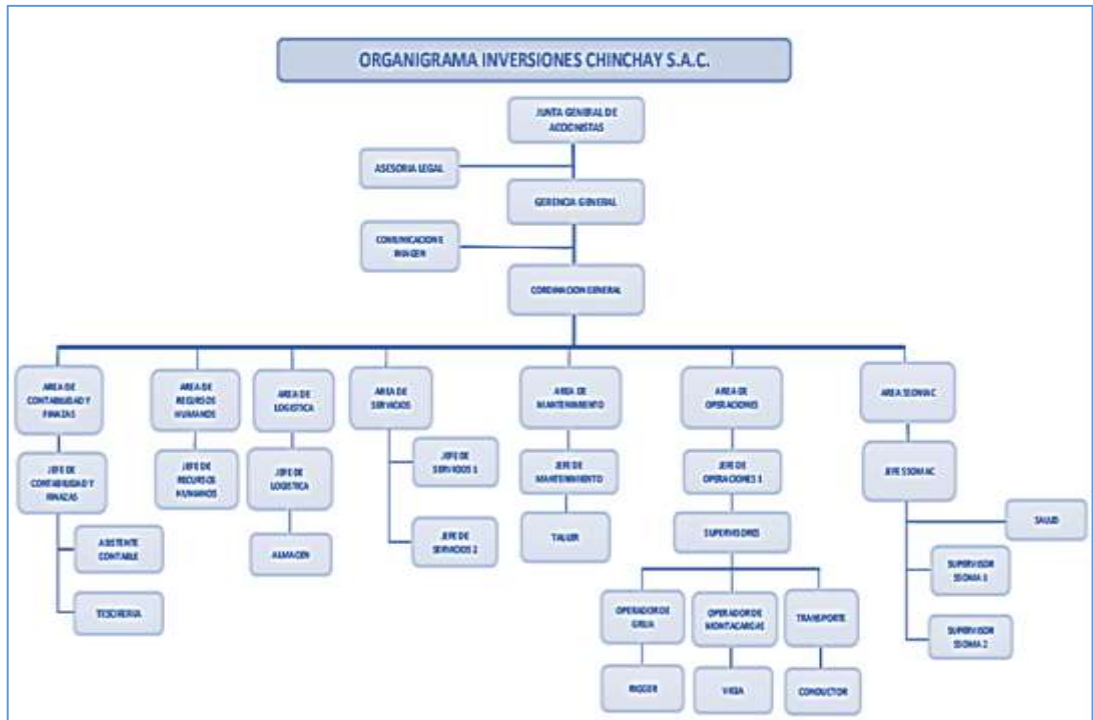 ORGANIGRAMA INVERSIONES CHINCHAY S.A.C.
JUNTA GENERAL DE
ACCIONISTAS
ASESORIA LEGAL
GERENCIA GENERAL
COMUNICACION E
IMAGEN
CORDINACION GENERAL
AREA DE
CONTABILIDAD Y
FINAZAS
AREA DE
RECURSOS
HUMANOS
AREA DE
LOGISTICA
AREA DE
SERVICIOS
AREA DE
MANTENIMIENTO
AREA DE
OPERACIONES
AREA SSOMAC
JEFE DE
CONTABILIDAD Y
FINAZAS
JEFE DE
RECURSOS
HUMANOS
JEFE DE
LOGISTICA
JEFE DE
SERVICIOS 1
JEFE DE
MANTENIMIENTO
JEFE DE
OPERACIONES 1
JEFE SSOMAC
ASISTENTE
CONTABLE
ALMACEN
JEFE DE
SERVICIOS 2
TALLER
SUPERVISORES
SALUD
TESORERIA
SUPERVISOR
SSOMA 1
OPERADOR DE
GRUA
OPERADOR DE
MONTACARGAS
TRANSPORTE
SUPERVISOR
SSOMA 2
RIGGER
VIGIA
CONDUCTOR